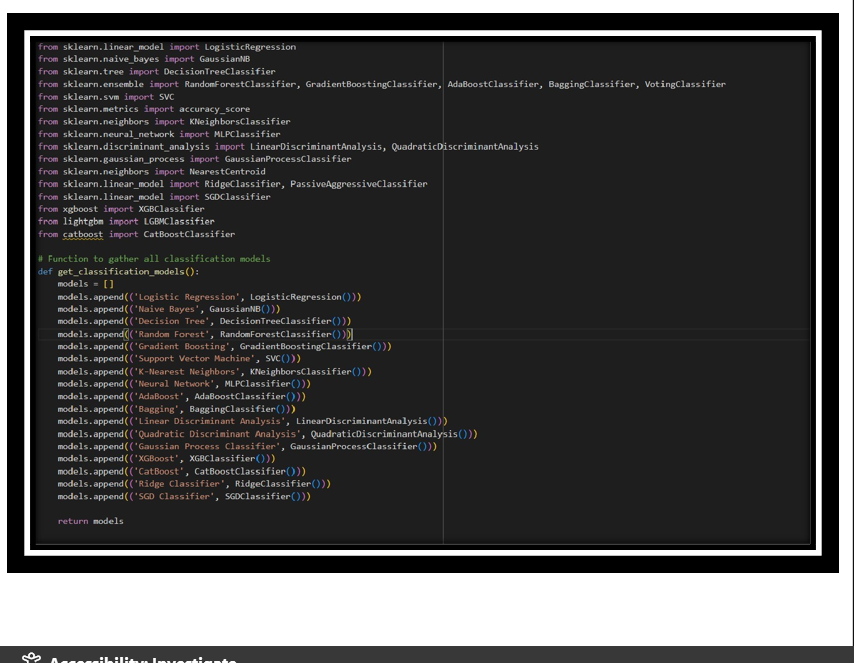 from sklearn.linear_model import LogisticRegression
from sklearn.naive_bayes import GaussianNB
from sklearn.tree import DecisionTreeClassifier
from sklearn.ensemble import RandomForestClassifier, GradientBoostingClassifier, AdaBoostClassifier, BaggingClassifier, VotingClassifier
from sklearn.svm import SVC
from sklearn.metrics import accuracy_score
from sklearn.neighbors import KNeighborsClassifier
from sklearn.neural_network import MLPClassifier
from sklearn.discriminant_analysis import LinearDiscriminantAnalysis, QuadraticDiscriminantAnalysis
from sklearn.gaussian_process import GaussianProcessClassifier
from sklearn.neighbors import NearestCentroid
from sklearn.linear_model import RidgeClassifier, PassiveAggressiveClassifier
from sklearn.linear_model import SGDClassifier
from xgboost import XGBClassifier
from lightgbm import LGBMClassifier
from catboost import CatBoostClassifier
# Function to gather all classification models
def get_classification_models():
    models = []
    models.append(('Logistic Regression', LogisticRegression()))
    models.append(('Naive Bayes', GaussianNB()))
    models.append(('Decision Tree', DecisionTreeClassifier()))
    models.append(('Random Forest', RandomForestClassifier()))
    models.append(('Gradient Boosting', GradientBoostingClassifier()))
    models.append(('Support Vector Machine', SVC()))
    models.append(('K-Nearest Neighbors', KNeighborsClassifier()))
    models.append(('Neural Network', MLPClassifier()))
    models.append(('AdaBoost', AdaBoostClassifier()))
    models.append(('Bagging', BaggingClassifier()))
    models.append(('Linear Discriminant Analysis', LinearDiscriminantAnalysis()))
    models.append(('Quadratic Discriminant Analysis', QuadraticDiscriminantAnalysis()))
    models.append(('Gaussian Process Classifier', GaussianProcessClassifier()))
    models.append(('XGBoost', XGBClassifier()))
    models.append(('CatBoost', CatBoostClassifier()))
    models.append(('Ridge Classifier', RidgeClassifier()))
    models.append(('SGD Classifier', SGDClassifier()))
    return models
Accessibility: Investigate